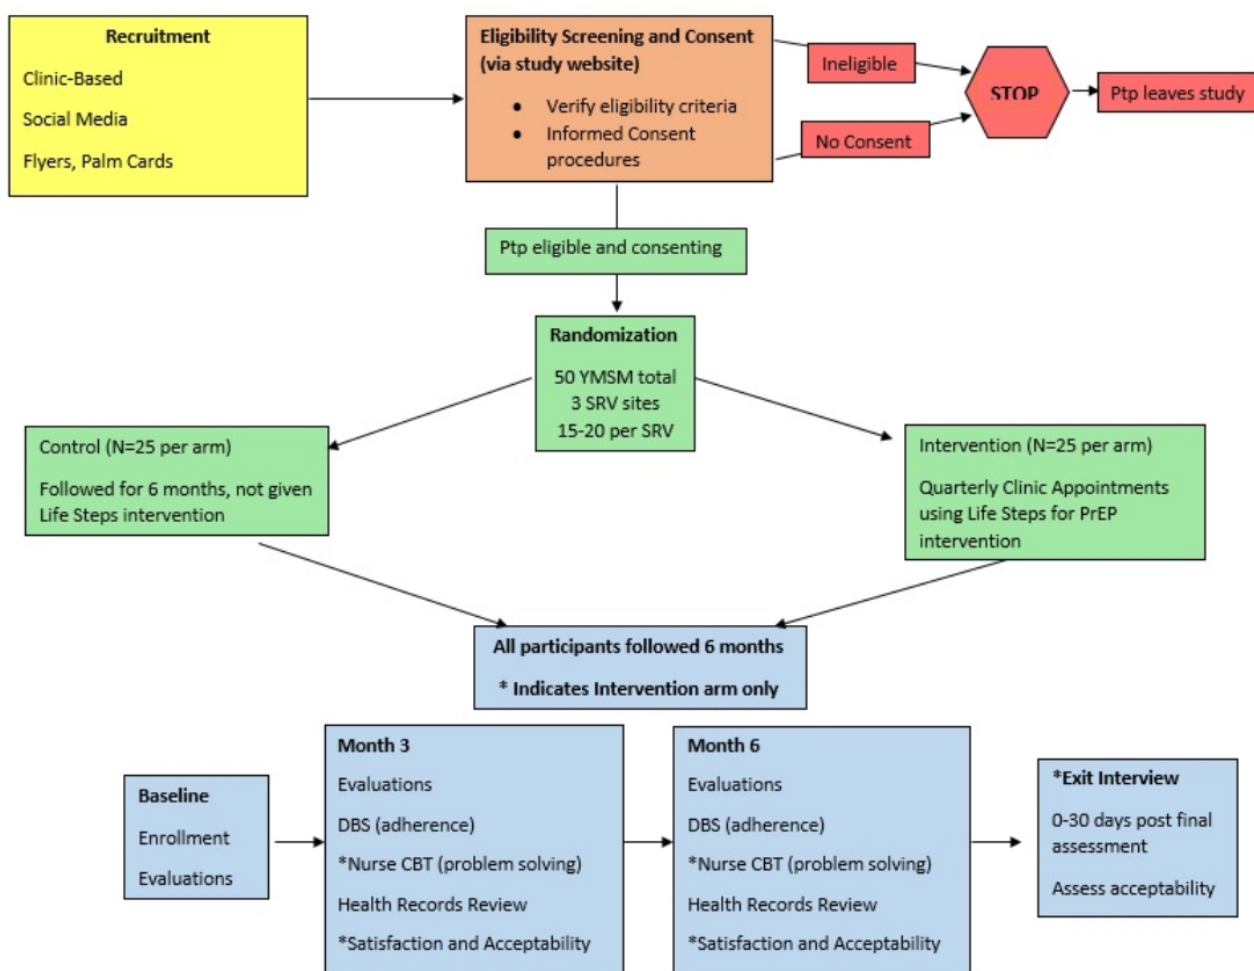 Recruitment
Clinic-Based
Social Media
Flyers, Palm Cards
Eligibility Screening and Consent
(via study website)
● Verify eligibility criteria
● Informed Consent
procedures
Ineligible
No Consent
STOP
Ptp leaves study
Ptp eligible and consenting
Randomization
50 YMSM total
3 SRV sites
15-20 per SRV
Control (N=25 per arm)
Followed for 6 months, not given
Life Steps intervention
Intervention (N=25 per arm)
Quarterly Clinic Appointments
using Life Steps for PrEP
intervention
All participants followed 6 months
* Indicates Intervention arm only
Baseline
Enrollment
Evaluations
Month 3
Evaluations
DBS (adherence)
*Nurse CBT (problem solving)
Health Records Review
*Satisfaction and Acceptability
Month 6
Evaluations
DBS (adherence)
*Nurse CBT (problem solving)
Health Records Review
*Satisfaction and Acceptability
*Exit Interview
0-30 days post final
assessment
Assess acceptability